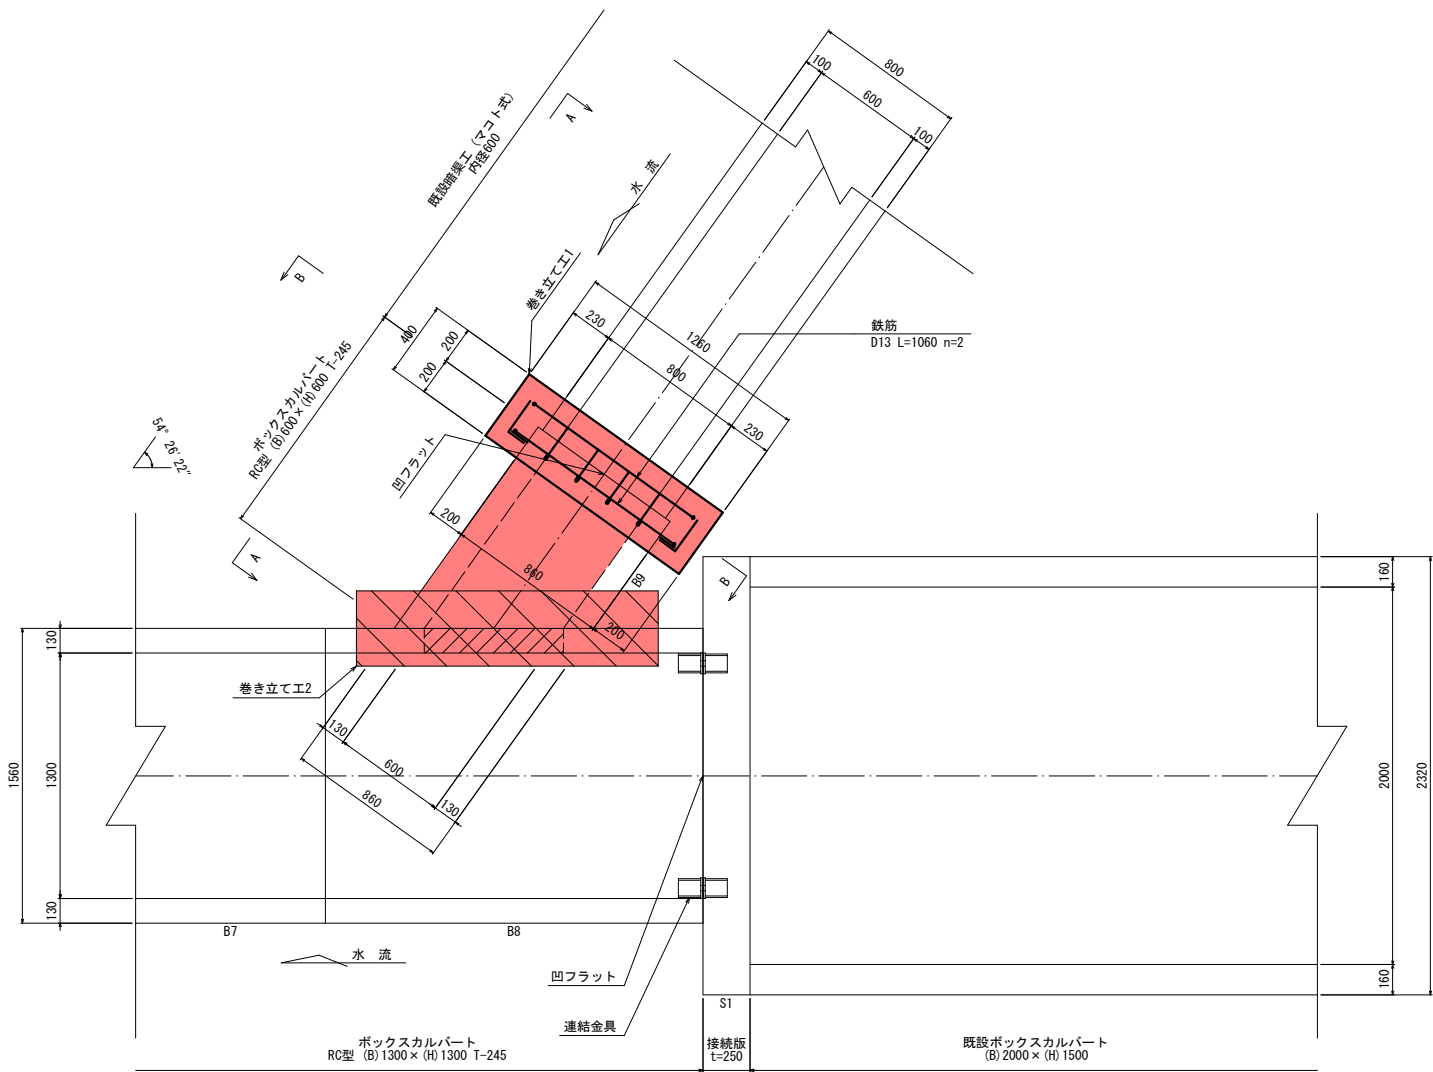 100
800
600
100
既設暗渠工（マコト式）
内径600
A
水 流
B
巻き立て工1
鉄筋
D13 L=1060 n=2
230
1260
800
230
400
200
200
ボックスカルバート
RC型 (B)600×(H)600 T-245
凹フラット
54° 26′ 22″
200
860
200
B9
A
B
160
130
巻き立て工2
130
600
860
130
1560
1300
2000
2320
130
160
B7
B8
水 流
凹フラット
連結金具
S1
ボックスカルバート
RC型 (B)1300×(H)1300 T-245
接続版
t=250
既設ボックスカルバート
(B)2000×(H)1500